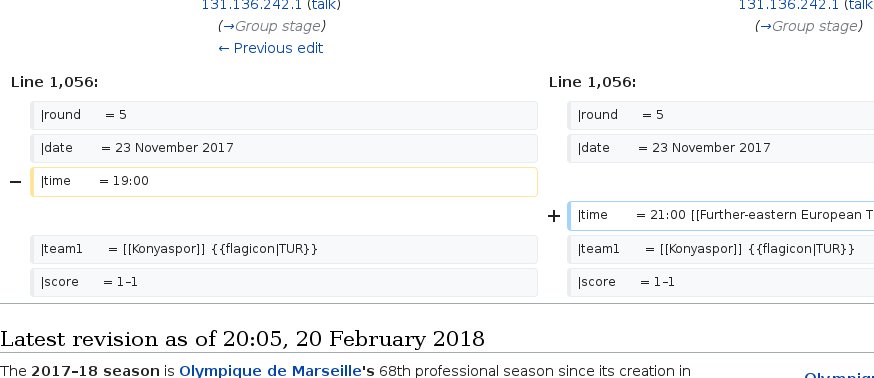 131.136.242.1 (talk)
(→Group stage)
← Previous edit
131.136.242.1 (talk
(→Group stage)
Line 1,056:
Line 1,056:
|round = 5
|round = 5
|date = 23 November 2017
|date = 23 November 2017
− |time = 19:00
+ |time = 21:00 [[Further-eastern European T
|team1 = [[Konyaspor]] {{flagicon|TUR}}
|team1 = [[Konyaspor]] {{flagicon|TUR}}
|score = 1–1
|score = 1–1
Latest revision as of 20:05, 20 February 2018
The 2017–18 season is Olympique de Marseille's 68th professional season since its creation in